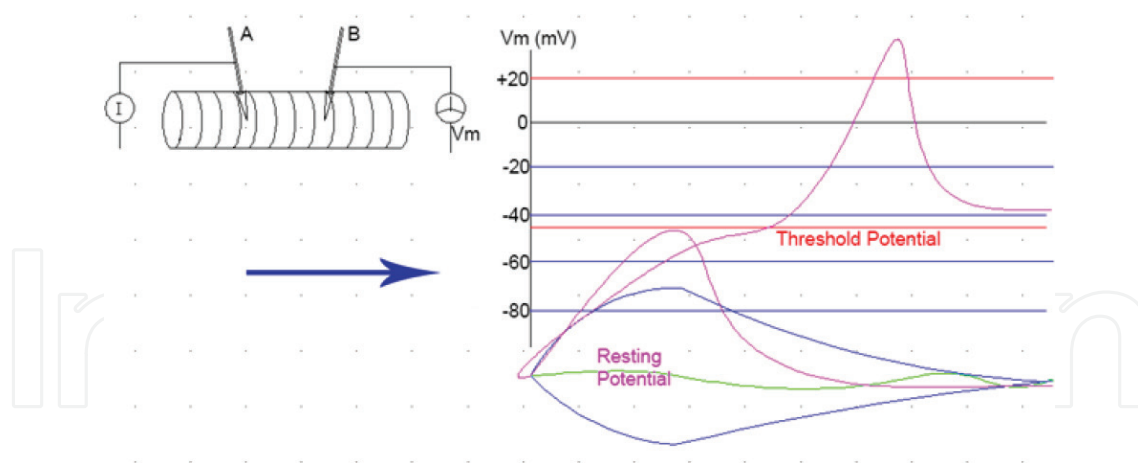 A
B
I
Vm
Vm (mV)
+20
0
-20
-40
Threshold Potential
-60
-80
Resting
Potential